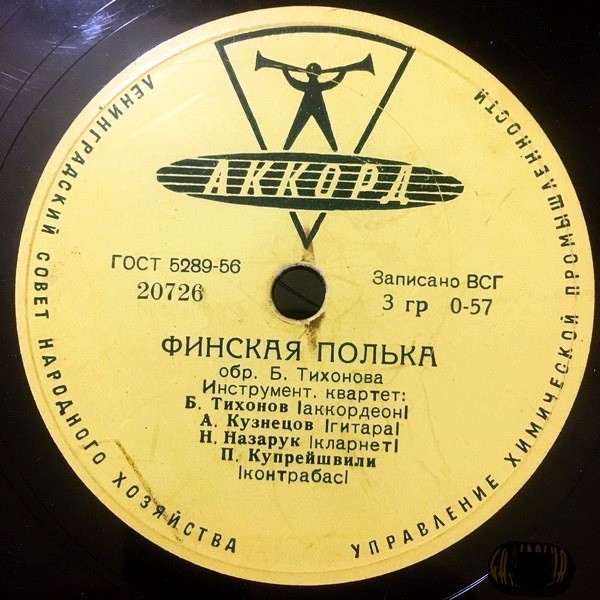 ЛЕНИНГРАДСКИЙ СОВЕТ НАРОДНОГО ХОЗЯЙСТВА
УПРАВЛЕНИЕ ХИМИЧЕСКОЙ ПРОМЫШЛЕННОСТИ
АККОРД
ГОСТ 5289-56
20726
Записано ВСГ
3 гр 0-57
ФИНСКАЯ ПОЛЬКА
обр. Б. Тихонова
Инструмент. квартет:
Б. Тихонов |аккордеон|
А. Кузнецов |гитара|
Н. Назарук |кларнет|
П. Купрейшвили
|контрабас|